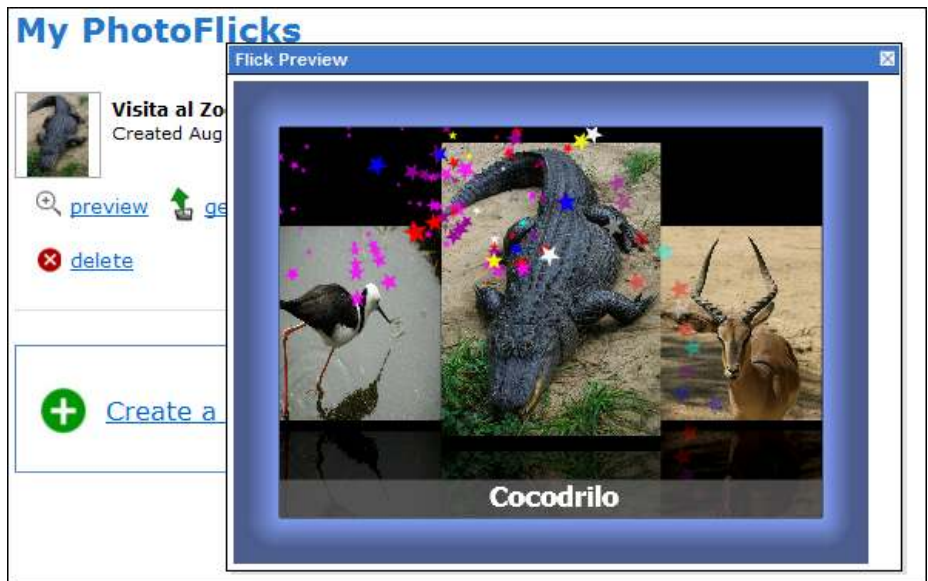 My PhotoFlicks
Flick Preview
Visita al Zo
Created Aug
preview ge
delete
Create a
Cocodrilo